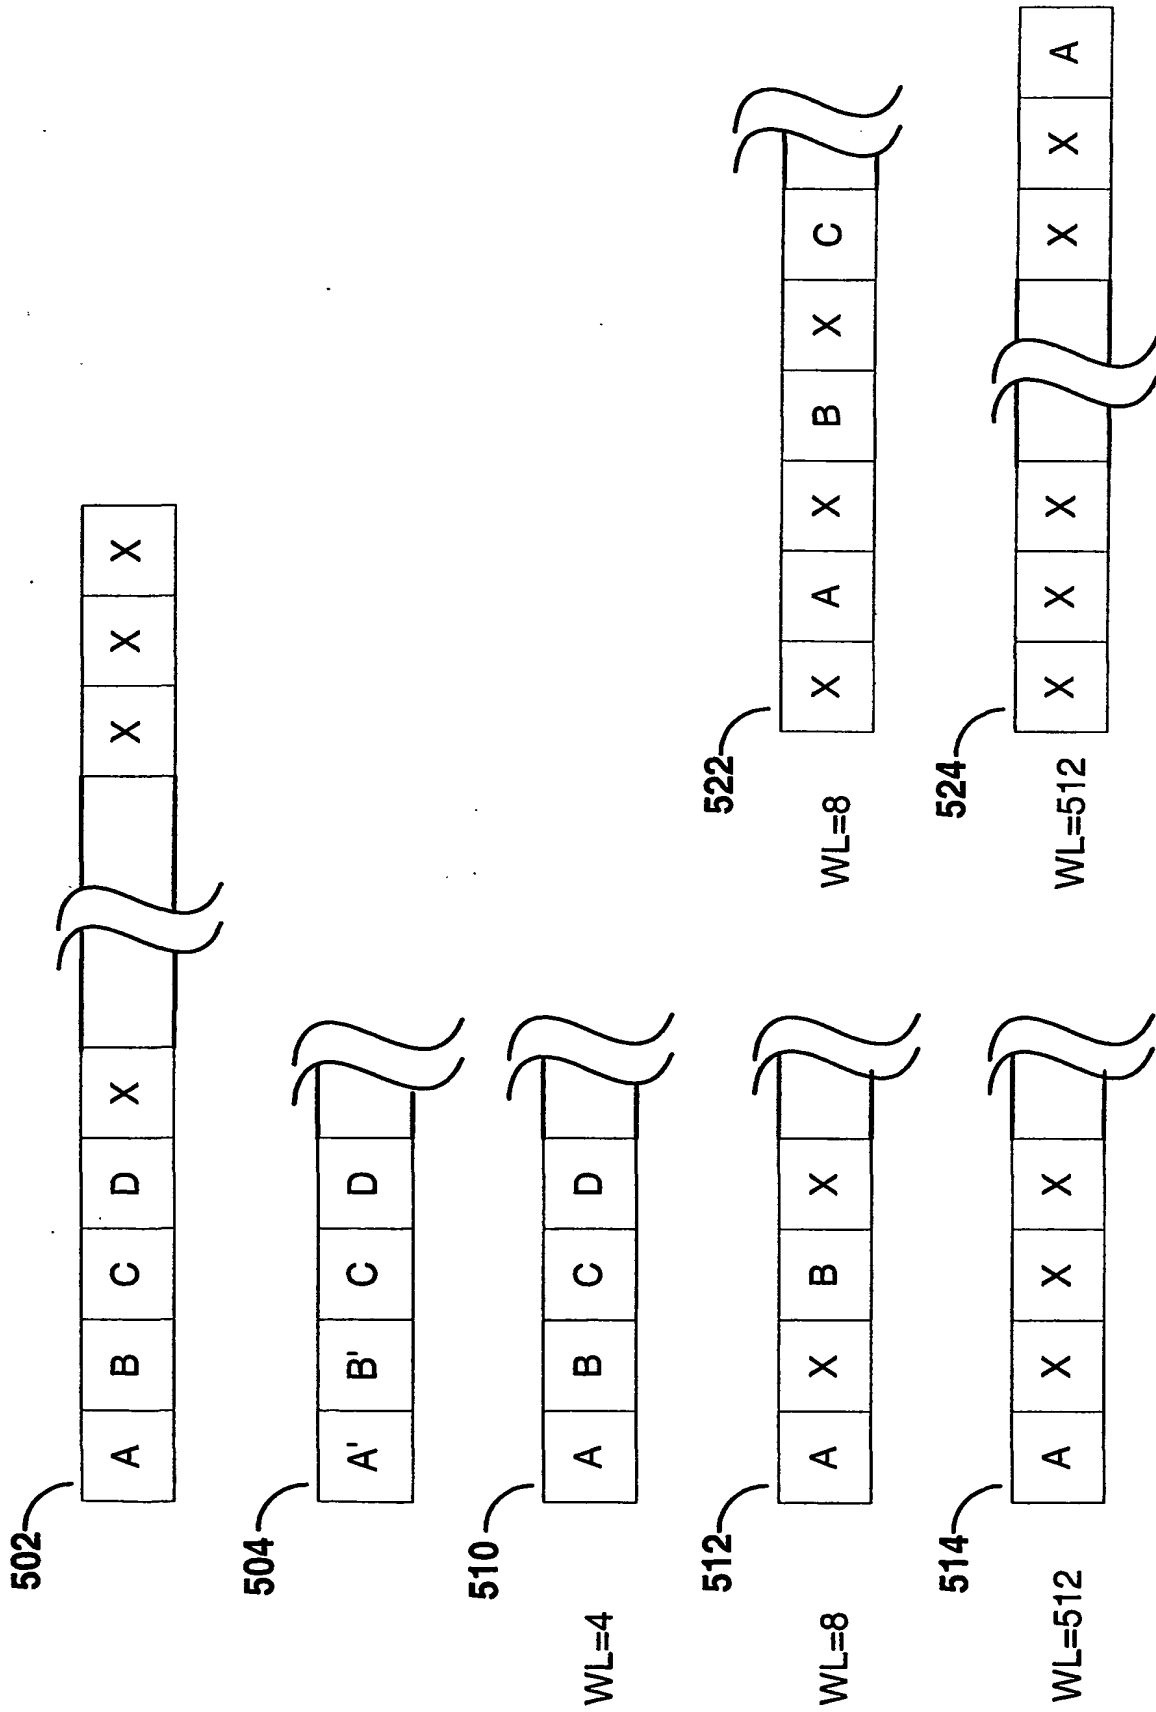 502
A B C D X X X X
504
A' B' C D
510
WL=4
A B C D
512
WL=8
A X B X
522
WL=8
X A X B X C
514
WL=512
A X X X
524
WL=512
X X X X X A